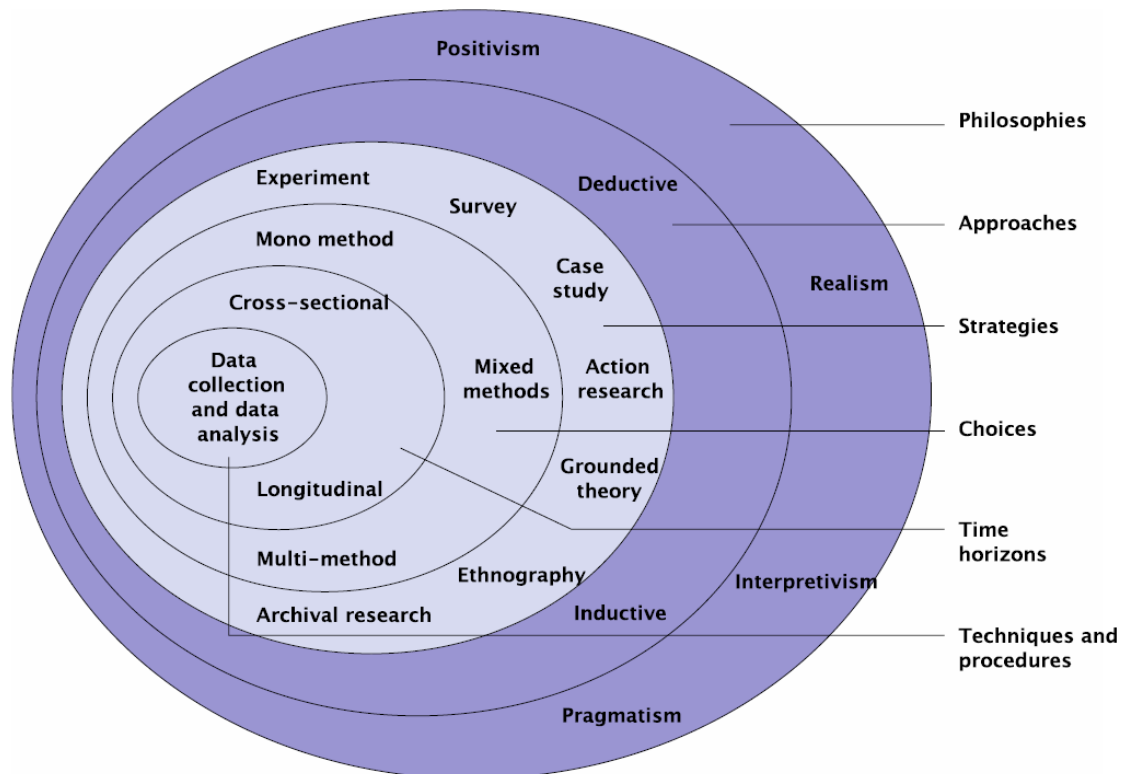 Positivism
Philosophies
Experiment
Deductive
Survey
Approaches
Mono method
Case
study
Realism
Cross-sectional
Strategies
Data
collection
and data
analysis
Mixed
methods
Action
research
Choices
Grounded
theory
Longitudinal
Time
horizons
Multi-method
Ethnography
Interpretivism
Archival research
Inductive
Techniques and
procedures
Pragmatism